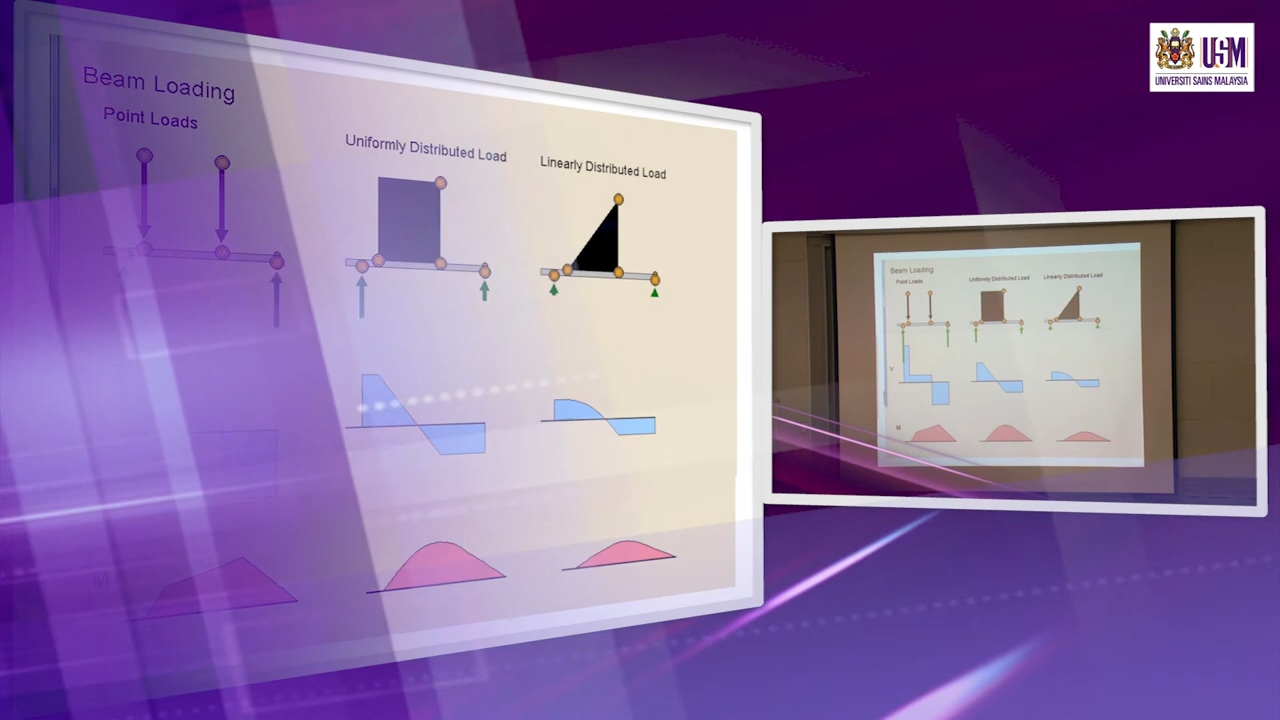 Beam Loading
Point Loads
Uniformly Distributed Load
Linearly Distributed Load
M
USM
UNIVERSITI SAINS MALAYSIA
Beam Loading
Point Loads
Uniformly Distributed Load
Linearly Distributed Load
V
M